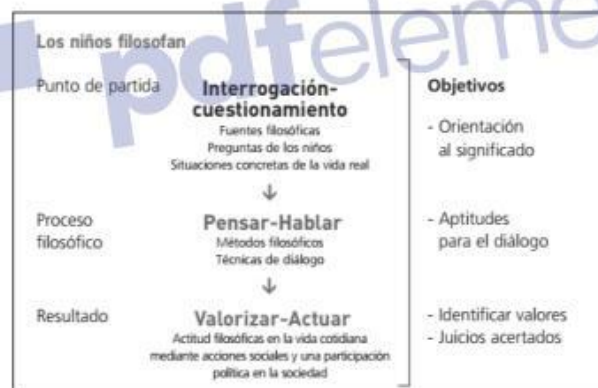 pdfeleme
Los niños filosofan
Punto de partida
Interrogación-
cuestionamiento
Fuentes filosóficas
Preguntas de los niños
Situaciones concretas de la vida real
Objetivos
- Orientación
al significado
↓
Proceso
filosófico
Pensar-Hablar
Métodos filosóficos
Técnicas de diálogo
- Aptitudes
para el diálogo
↓
Resultado
Valorizar-Actuar
Actitud filosóficas en la vida cotidiana
mediante acciones sociales y una participación
política en la sociedad
- Identificar valores
- Juicios acertados